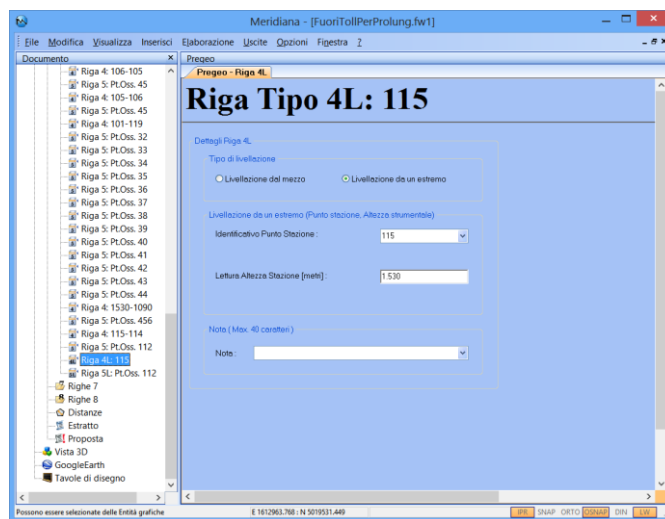 Meridiana - [FuoriTollPerProlung.fw1]
File Modifica Visualizza Inserisci Elaborazione Uscite Opzioni Finestra ?
Documento
Pregeo
Pregeo - Riga 4L
Riga 4: 106-105
Riga 5: Pt.Oss. 45
Riga 4: 105-106
Riga 5: Pt.Oss. 45
Riga 4: 101-119
Riga 5: Pt.Oss. 32
Riga 5: Pt.Oss. 33
Riga 5: Pt.Oss. 34
Riga 5: Pt.Oss. 35
Riga 5: Pt.Oss. 36
Riga 5: Pt.Oss. 37
Riga 5: Pt.Oss. 38
Riga 5: Pt.Oss. 39
Riga 5: Pt.Oss. 40
Riga 5: Pt.Oss. 41
Riga 5: Pt.Oss. 42
Riga 5: Pt.Oss. 43
Riga 5: Pt.Oss. 44
Riga 4: 1530-1090
Riga 5: Pt.Oss. 456
Riga 4: 115-114
Riga 5: Pt.Oss. 112
Riga 4L: 115
Riga 5L: Pt.Oss. 112
Righe 7
Righe 8
Distanze
Estratto
Proposta
Vista 3D
GoogleEarth
Tavole di disegno
Riga Tipo 4L: 115
Dettagli Riga 4L
Tipo di livellazione
Livellazione dal mezzo Livellazione da un estremo
Livellazione da un estremo (Punto stazione, Altezza strumentale)
Identificativo Punto Stazione : 115
Lettura Altezza Stazione [metri] : 1.530
Nota ( Max. 40 caratteri )
Nota :
Possono essere selezionate delle Entità grafiche E 1612963.768 : N 5019531.449 IPR SNAP ORTO OSNAP DIN LW